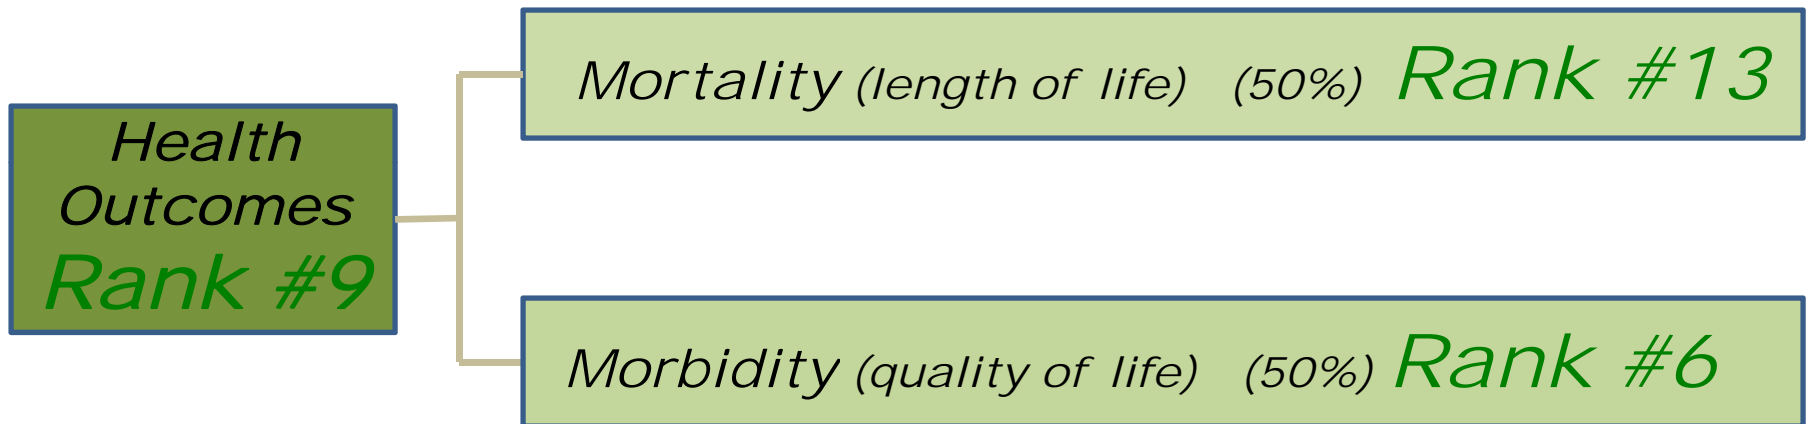 Health
Outcomes
Rank #9
Mortality (length of life) (50%) Rank #13
Morbidity (quality of life) (50%) Rank #6